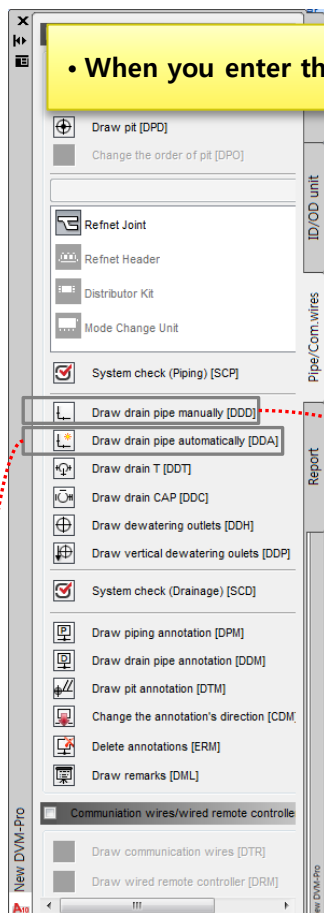 • When you enter th
Draw pit [DPD]
Change the order of pit [DPO]
Refnet Joint
Refnet Header
Distributor Kit
Mode Change Unit
System check (Piping) [SCP]
Draw drain pipe manually [DDD]
Draw drain pipe automatically [DDA]
Draw drain T [DDT]
Draw drain CAP [DDC]
Draw dewatering outlets [DDH]
Draw vertical dewatering oulets [DDP]
System check (Drainage) [SCD]
Draw piping annotation [DPM]
Draw drain pipe annotation [DDM]
Draw pit annotation [DTM]
Change the annotation's direction [CDM
Delete annotations [ERM]
Draw remarks [DML]
Communiation wires/wired remote controlle
Draw communication wires [DTR]
Draw wired remote controller [DRM]
New DVM-Pro
ID/OD unit
Pipe/Com.wires
Report
New DVM-Pro